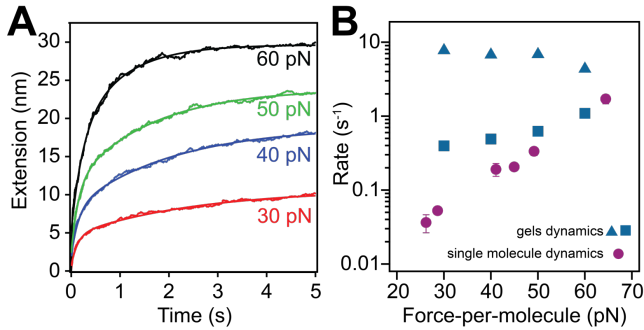 A
Extension (nm)
30
25
20
15
10
5
0
60 pN
50 pN
40 pN
30 pN
0 1 2 3 4 5
Time (s)
B
Rate (s⁻¹)
10
1
0.1
0.01
gels dynamics
single molecule dynamics
20 30 40 50 60 70
Force-per-molecule (pN)